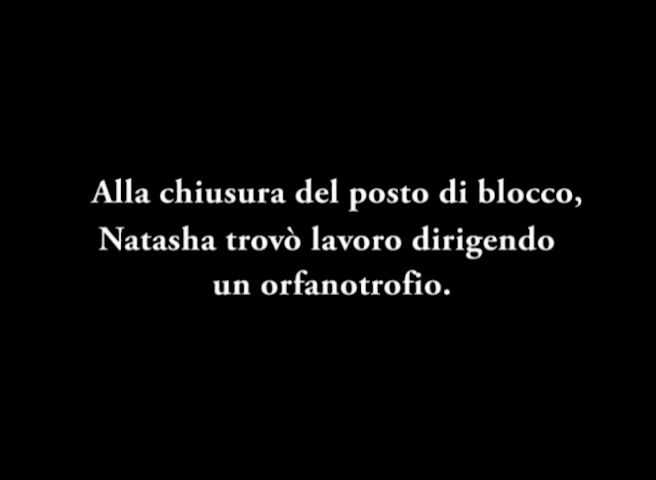 Alla chiusura del posto di blocco,
Natasha trovò lavoro dirigendo
un orfanotrofio.